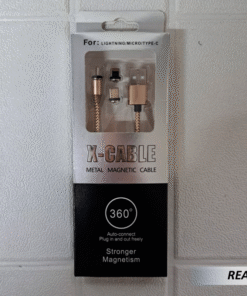 For: LIGHTNING/MICRO/TYPE-C
X-CABLE
METAL MAGNETIC CABLE
360°
Auto-connect
Plug in and out freely
Stronger
Magnetism
REA